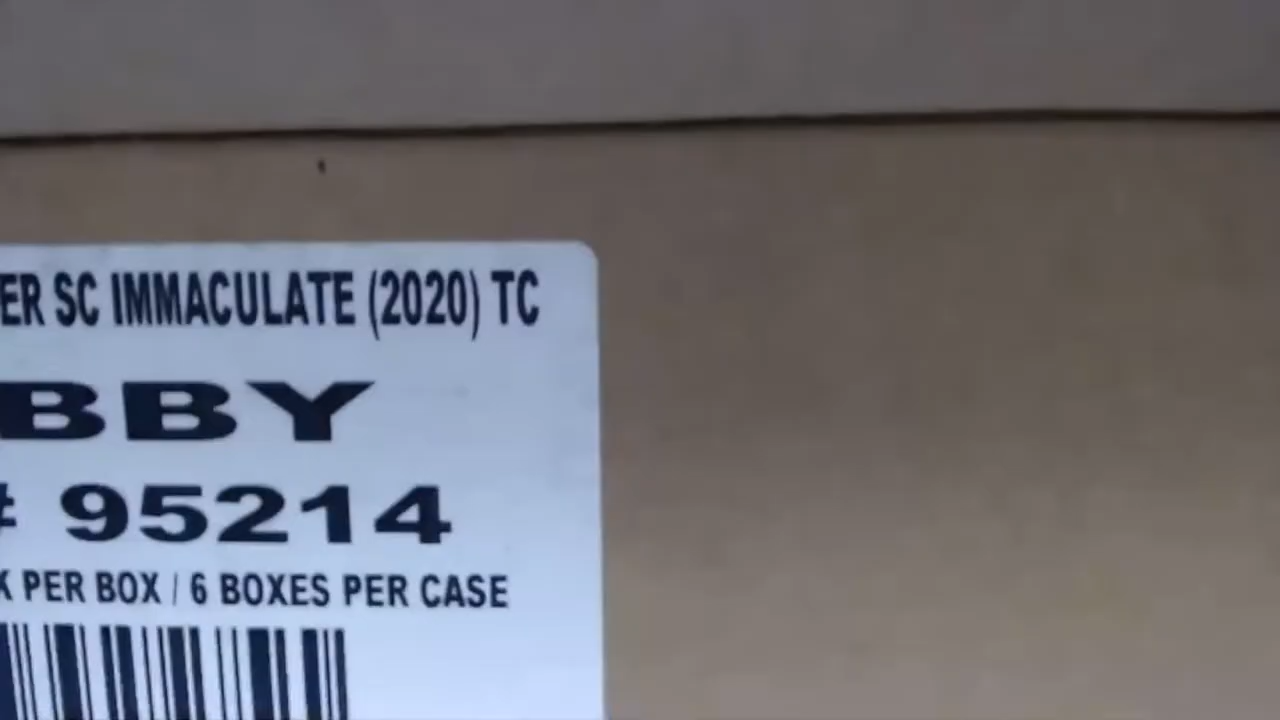 ER SC IMMACULATE (2020) TC
BBY
# 95214
K PER BOX / 6 BOXES PER CASE